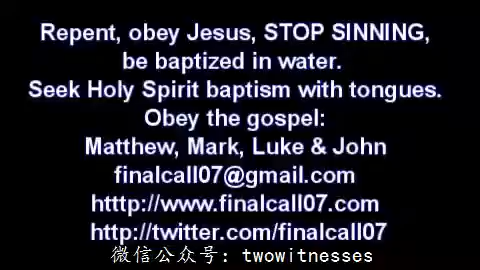 Repent, obey Jesus, STOP SINNING,
be baptized in water.
Seek Holy Spirit baptism with tongues.
Obey the gospel:
Matthew, Mark, Luke & John
finalcall07@gmail.com
htttp://www.finalcall07.com
http://twitter.com/finalcall07
微信公众号：twowitnesses